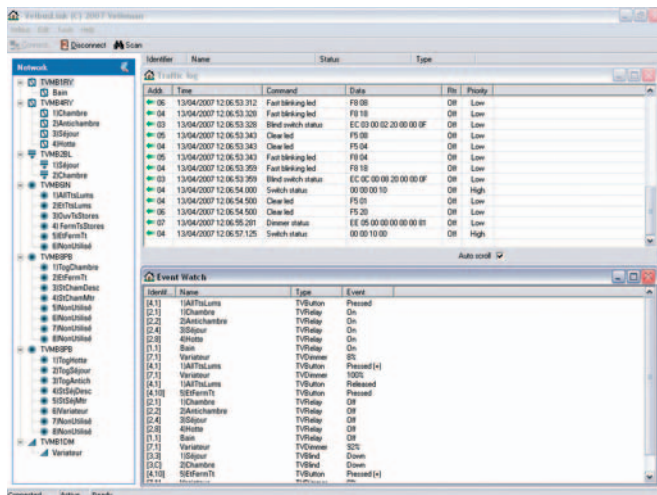 VelbusLink (C) 2007 Velleman
Connect Disconnect Scan
Identifier Name Status Type
Network
TVMB1RY
Bain
TVMB4RY
1)Chambre
2)Antichambre
3)Séjour
4)Hotte
TVMB2BL
1)Séjour
2)Chambre
TVMB6IN
1)AllTtsLums
2)EtTtsLums
3)OuvTsStores
4) FermTsStores
5)EtFermTt
6)NonUtilisé
TVMB8PB
1)TogChambre
2)EtFermTt
3)StChamDesc
4)StChamMtr
5)NonUtilisé
6)NonUtilisé
7)NonUtilisé
8)NonUtilisé
TVMB8PB
1)TogHotte
2)TogSéjour
3)TogAntich
4)StSéjDesc
5)StSéjMtr
6)Variateur
7)NonUtilisé
8)NonUtilisé
TVMB1DM
Variateur
Traffic log
Addr. Time Command Data Rtr Priority
06 13/04/2007 12:06:53.312 Fast blinking led F8 08 Off Low
04 13/04/2007 12:06:53.328 Fast blinking led F8 18 Off Low
03 13/04/2007 12:06:53.328 Blind switch status EC 03 00 02 20 00 00 0F Off Low
05 13/04/2007 12:06:53.343 Clear led F5 08 Off Low
04 13/04/2007 12:06:53.343 Clear led F5 04 Off Low
05 13/04/2007 12:06:53.343 Fast blinking led F8 04 Off Low
04 13/04/2007 12:06:53.359 Fast blinking led F8 18 Off Low
03 13/04/2007 12:06:53.359 Blind switch status EC 0C 00 08 20 00 00 0F Off Low
04 13/04/2007 12:06:54.000 Switch status 00 00 00 10 Off High
04 13/04/2007 12:06:54.500 Clear led F5 01 Off Low
06 13/04/2007 12:06:54.500 Clear led F5 20 Off Low
07 13/04/2007 12:06:55.281 Dimmer status EE 05 00 00 00 00 00 81 Off Low
04 13/04/2007 12:06:57.125 Switch status 00 00 10 00 Off High
Auto scroll
Event Watch
Identif... Name Type Event
[4,1] 1)AllTtsLums TVButton Pressed
[2,1] 1)Chambre TVRelay On
[2,2] 2)Antichambre TVRelay On
[2,4] 3)Séjour TVRelay On
[2,8] 4)Hotte TVRelay On
[1,1] Bain TVRelay On
[7,1] Variateur TVDimmer 8%
[4,1] 1)AllTtsLums TVButton Pressed (+)
[7,1] Variateur TVDimmer 100%
[4,1] 1)AllTtsLums TVButton Released
[4,10] 5)EtFermTt TVButton Pressed
[2,1] 1)Chambre TVRelay Off
[2,2] 2)Antichambre TVRelay Off
[2,4] 3)Séjour TVRelay Off
[2,8] 4)Hotte TVRelay Off
[1,1] Bain TVRelay Off
[7,1] Variateur TVDimmer 92%
[3,3] 1)Séjour TVBlind Down
[3,C] 2)Chambre TVBlind Down
[4,10] 5)EtFermTt TVButton Pressed (+)
Connected Active Ready